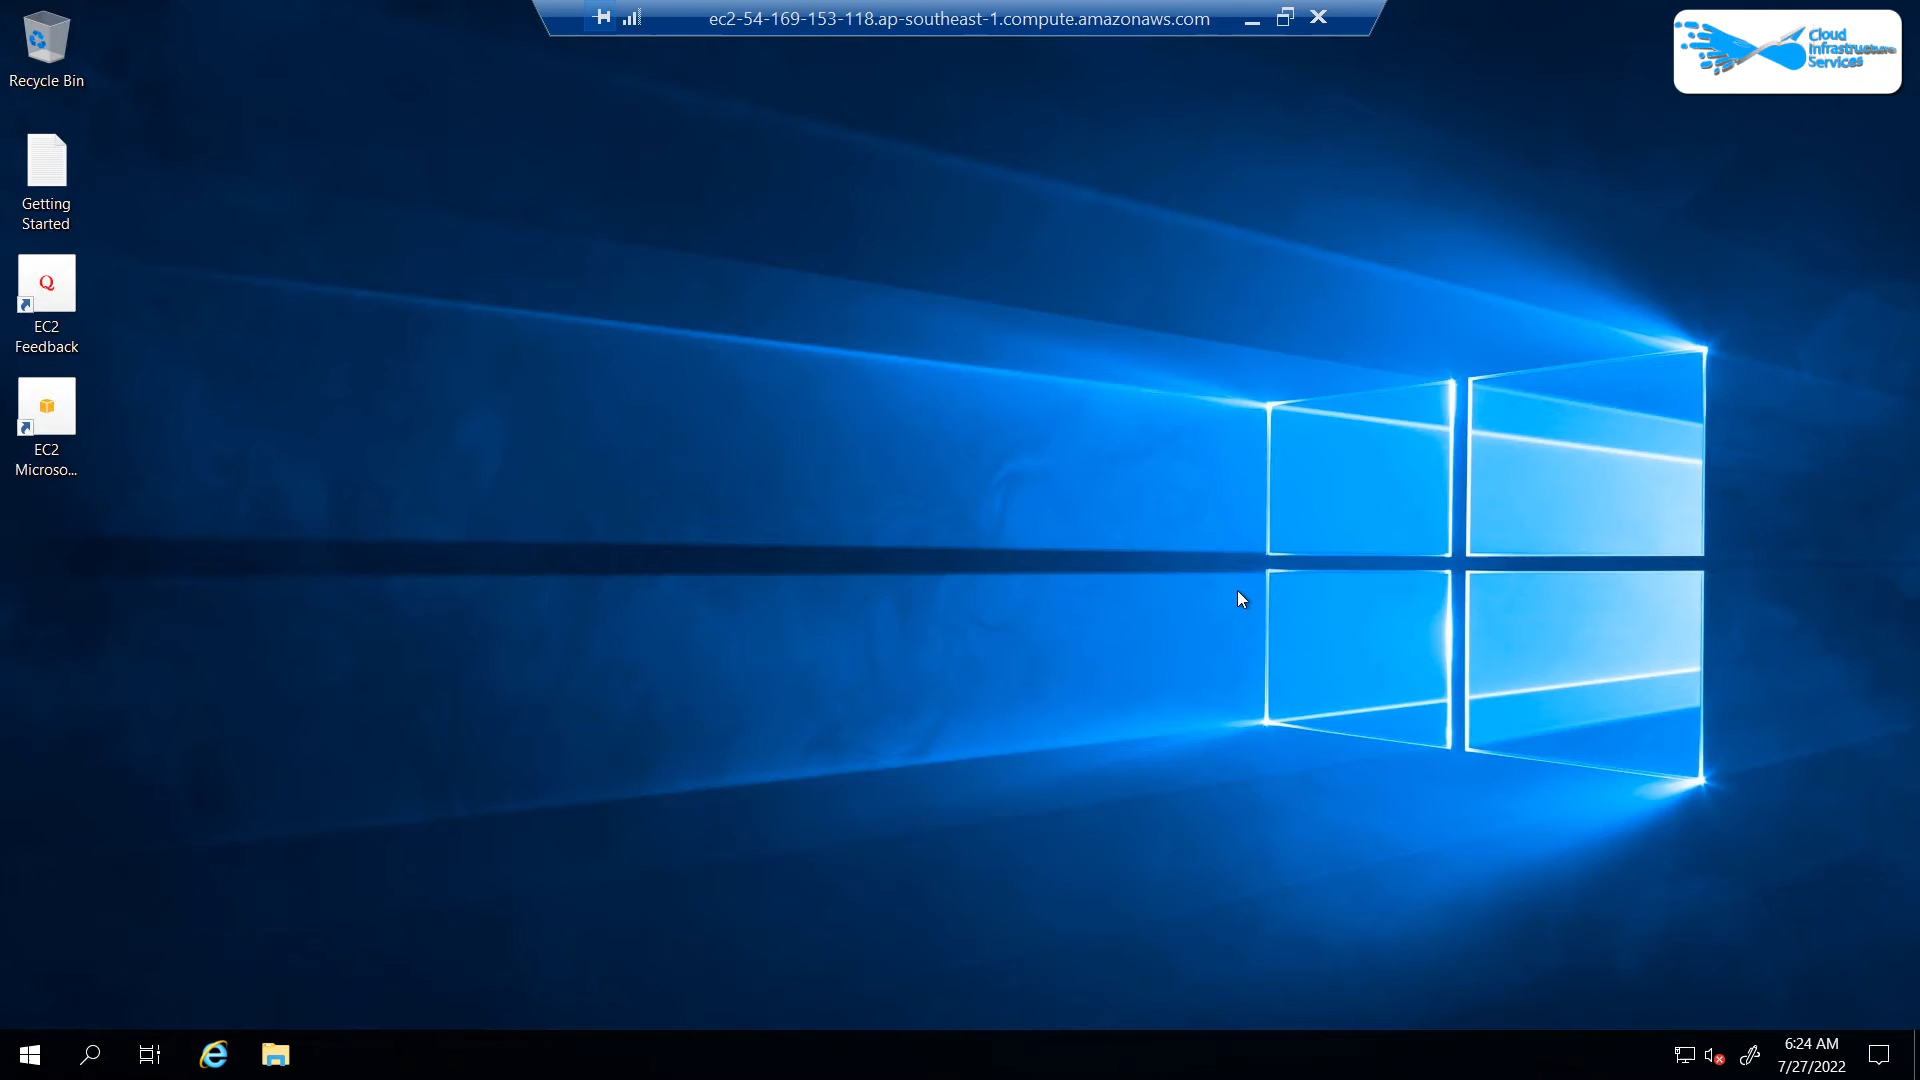 ec2-54-169-153-118.ap-southeast-1.compute.amazonaws.com
Cloud
Infrastructure
Services
Recycle Bin
Getting
Started
Q
EC2
Feedback
EC2
Microso...
6:24 AM
7/27/2022